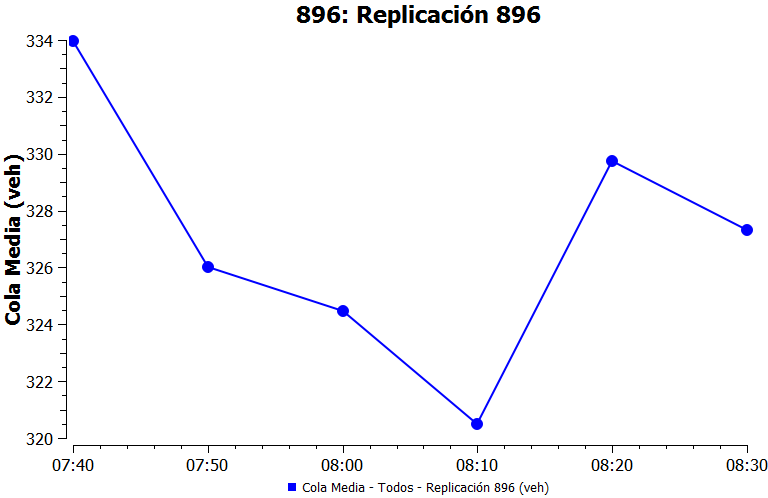 896: Replicación 896
Cola Media (veh)
334
332
330
328
326
324
322
320
07:40 07:50 08:00 08:10 08:20 08:30
Cola Media - Todos - Replicación 896 (veh)